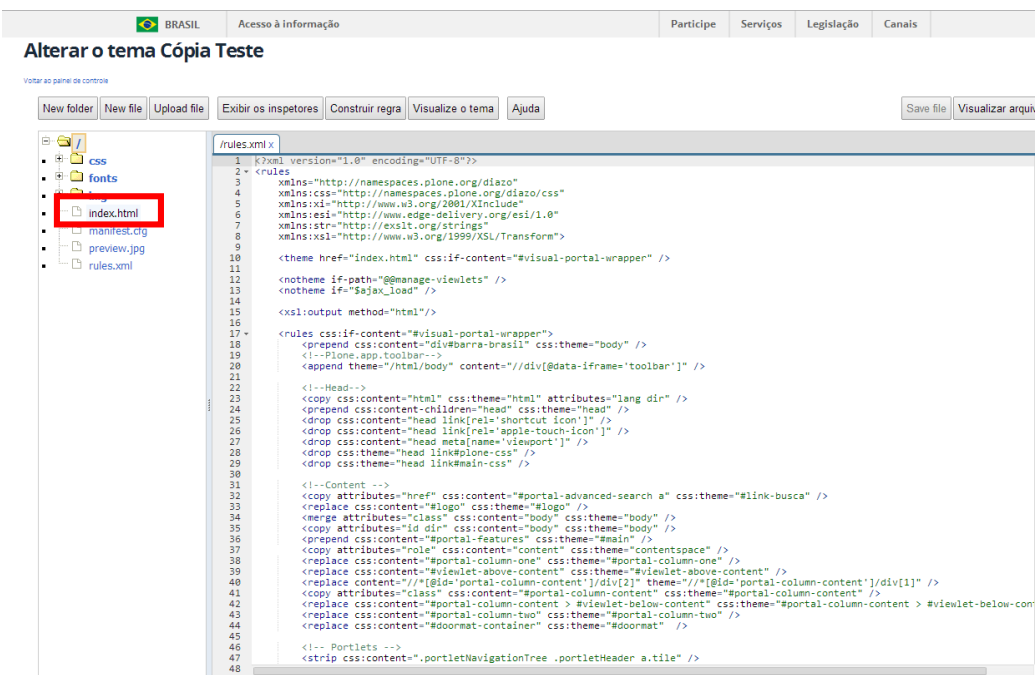 BRASIL Acesso à informação Participe Serviços Legislação Canais
Alterar o tema Cópia Teste
Voltar ao painel de controle
New folder New file Upload file Exibir os inspetores Construir regra Visualize o tema Ajuda Save file Visualizar arqui
/
css
fonts
index.html
manifest.cfg
preview.jpg
rules.xml
/rules.xml x
1 <?xml version="1.0" encoding="UTF-8"?>
2 <rules
3 xmlns="http://namespaces.plone.org/diazo"
4 xmlns:css="http://namespaces.plone.org/diazo/css"
5 xmlns:xi="http://www.w3.org/2001/XInclude"
6 xmlns:esi="http://www.edge-delivery.org/esi/1.0"
7 xmlns:str="http://exslt.org/strings"
8 xmlns:xsl="http://www.w3.org/1999/XSL/Transform">
9
10 <theme href="index.html" css:if-content="#visual-portal-wrapper" />
11
12 <notheme if-path="@@manage-viewlets" />
13 <notheme if="$ajax_load" />
14
15 <xsl:output method="html"/>
16
17 <rules css:if-content="#visual-portal-wrapper">
18 <prepend css:content="div#barra-brasil" css:theme="body" />
19 <!--Plone.app.toolbar-->
20 <append theme="/html/body" content="//div[@data-iframe='toolbar']" />
21
22 <!--Head-->
23 <copy css:content="html" css:theme="html" attributes="lang dir" />
24 <prepend css:content-children="head" css:theme="head" />
25 <drop css:content="head link[rel='shortcut icon']" />
26 <drop css:content="head link[rel='apple-touch-icon']" />
27 <drop css:content="head meta[name='viewport']" />
28 <drop css:theme="head link#plone-css" />
29 <drop css:theme="head link#main-css" />
30
31 <!--Content -->
32 <copy attributes="href" css:content="#portal-advanced-search a" css:theme="#link-busca" />
33 <replace css:content="#logo" css:theme="#logo" />
34 <merge attributes="class" css:content="body" css:theme="body" />
35 <copy attributes="id dir" css:content="body" css:theme="body" />
36 <prepend css:content="#portal-features" css:theme="#main" />
37 <copy attributes="role" css:content="content" css:theme="contentspace" />
38 <replace css:content="#portal-column-one" css:theme="#portal-column-one" />
39 <replace css:content="#viewlet-above-content" css:theme="#viewlet-above-content" />
40 <replace content="//*[@id='portal-column-content']/div[2]" theme="//*[@id='portal-column-content']/div[1]" />
41 <copy attributes="class" css:content="#portal-column-content" css:theme="#portal-column-content" />
42 <replace css:content="#portal-column-content > #viewlet-below-content" css:theme="#portal-column-content > #viewlet-below-con
43 <replace css:content="#portal-column-two" css:theme="#portal-column-two" />
44 <replace css:content="#doormat-container" css:theme="#doormat" />
45
46 <!-- Portlets -->
47 <strip css:content=".portletNavigationTree .portletHeader a.tile" />
48